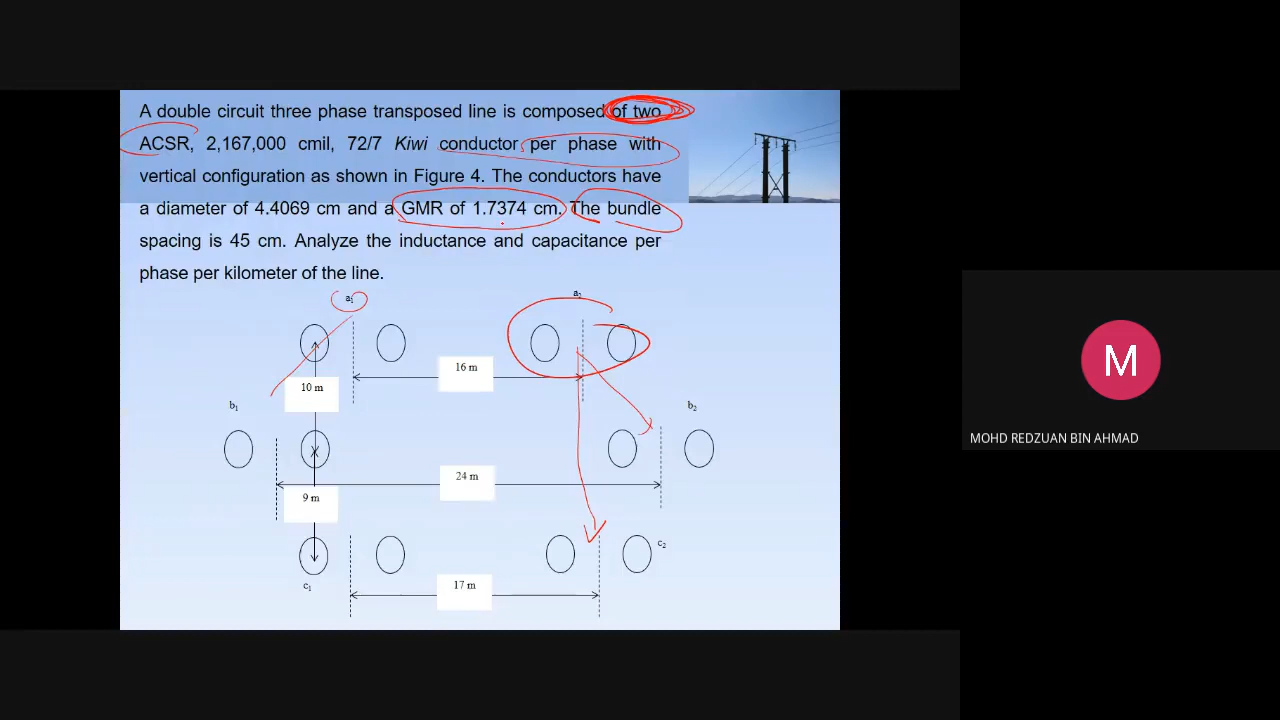 A double circuit three phase transposed line is composed of two
ACSR, 2,167,000 cmil, 72/7 Kiwi conductor per phase with
vertical configuration as shown in Figure 4. The conductors have
a diameter of 4.4069 cm and a GMR of 1.7374 cm. The bundle
spacing is 45 cm. Analyze the inductance and capacitance per
phase per kilometer of the line.
a1
a2
16 m
10 m
b1
b2
24 m
9 m
c1
c2
17 m
M
MOHD REDZUAN BIN AHMAD